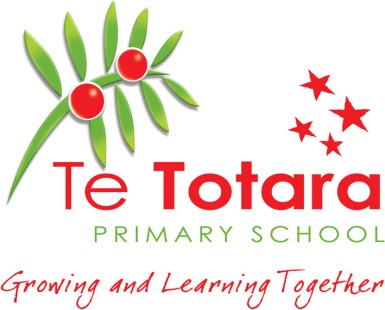 Te Totara
PRIMARY SCHOOL
Growing and Learning Together